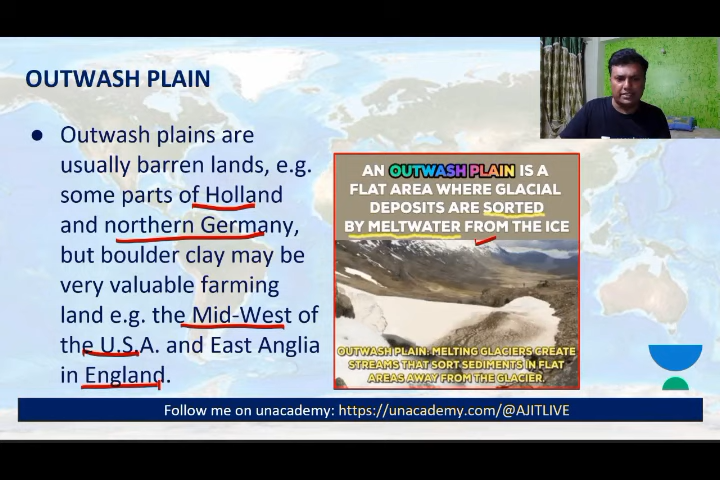 OUTWASH PLAIN
● Outwash plains are
usually barren lands, e.g.
some parts of Holland
and northern Germany,
but boulder clay may be
very valuable farming
land e.g. the Mid-West of
the U.S.A. and East Anglia
in England.
AN OUTWASH PLAIN IS A
FLAT AREA WHERE GLACIAL
DEPOSITS ARE SORTED
BY MELTWATER FROM THE ICE
OUTWASH PLAIN: MELTING GLACIERS CREATE
STREAMS THAT SORT SEDIMENTS IN FLAT
AREAS AWAY FROM THE GLACIER.
Follow me on unacademy: https://unacademy.com/@AJITLIVE